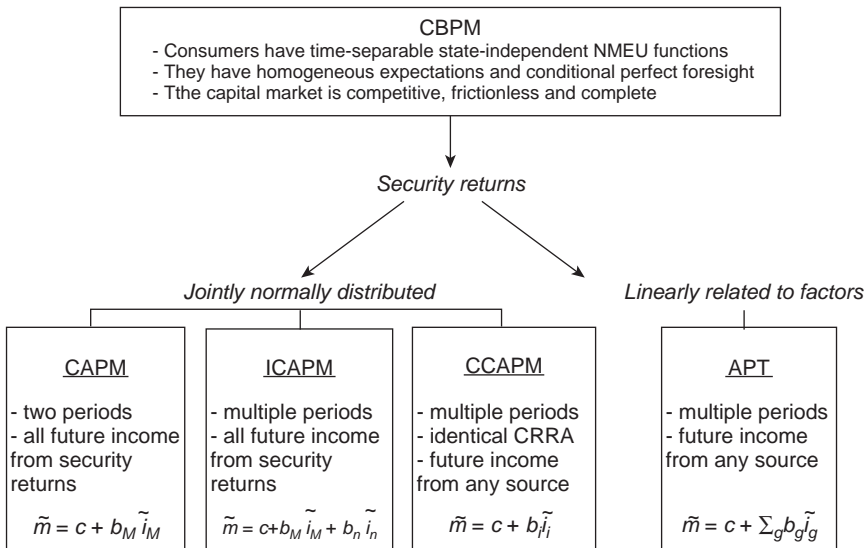 CBPM
- Consumers have time-separable state-independent NMEU functions
- They have homogeneous expectations and conditional perfect foresight
- Tthe capital market is competitive, frictionless and complete
Security returns
Jointly normally distributed
Linearly related to factors
CAPM
- two periods
- all future income
from security
returns
m̃ = c + b_M ĩ_M
ICAPM
- multiple periods
- all future income
from security
returns
m̃ = c+b_M ĩ_M + b_n ĩ_n
CCAPM
- multiple periods
- identical CRRA
- future income
from any source
m̃ = c + b_i ĩ_i
APT
- multiple periods
- future income
from any source
m̃ = c + ∑_g b_g ĩ_g